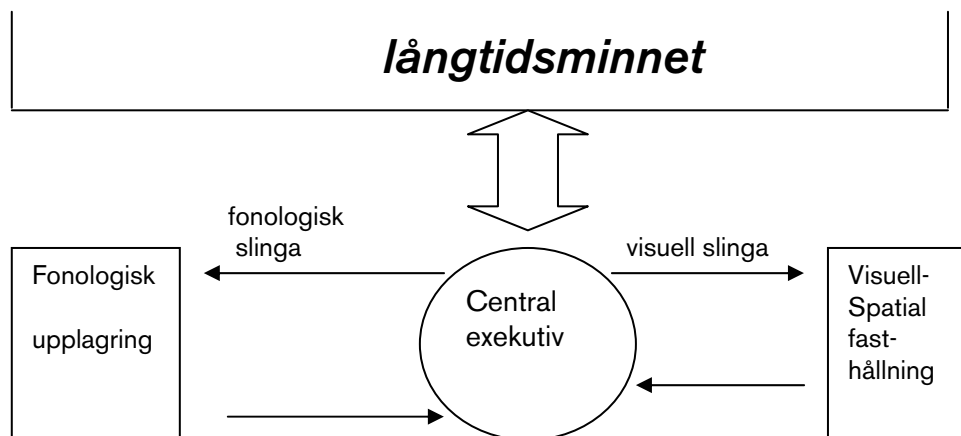 långtidsminnet
fonologisk
slinga
visuell slinga
Fonologisk
upplagring
Central
exekutiv
Visuell-
Spatial
fast-
hållning